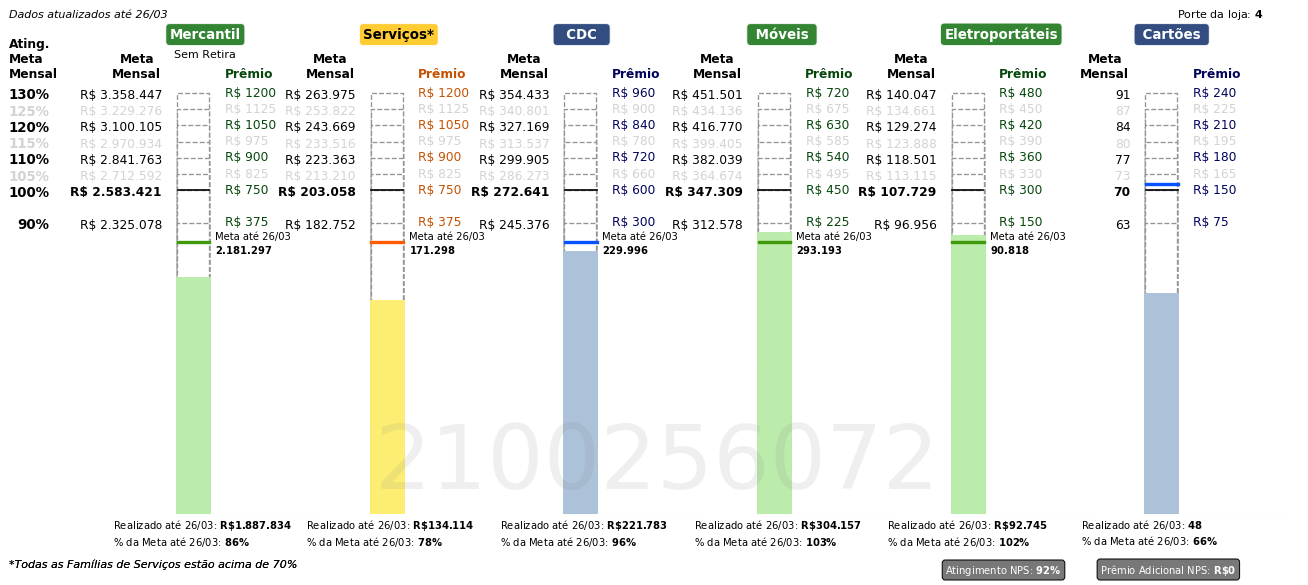 Dados atualizados até 26/03
Porte da loja: 4
Mercantil Serviços* CDC Móveis Eletroportáteis Cartões
Sem Retira
Ating. Meta Mensal
Meta Mensal Prêmio Meta Mensal Prêmio Meta Mensal Prêmio Meta Mensal Prêmio Meta Mensal Prêmio Meta Mensal Prêmio
130% R$ 3.358.447 R$ 1200 R$ 263.975 R$ 1200 R$ 354.433 R$ 960 R$ 451.501 R$ 720 R$ 140.047 R$ 480 91 R$ 240
125% R$ 3.229.276 R$ 1125 R$ 253.822 R$ 1125 R$ 340.801 R$ 900 R$ 434.136 R$ 675 R$ 134.661 R$ 450 87 R$ 225
120% R$ 3.100.105 R$ 1050 R$ 243.669 R$ 1050 R$ 327.169 R$ 840 R$ 416.770 R$ 630 R$ 129.274 R$ 420 84 R$ 210
115% R$ 2.970.934 R$ 975 R$ 233.516 R$ 975 R$ 313.537 R$ 780 R$ 399.405 R$ 585 R$ 123.888 R$ 390 80 R$ 195
110% R$ 2.841.763 R$ 900 R$ 223.363 R$ 900 R$ 299.905 R$ 720 R$ 382.039 R$ 540 R$ 118.501 R$ 360 77 R$ 180
105% R$ 2.712.592 R$ 825 R$ 213.210 R$ 825 R$ 286.273 R$ 660 R$ 364.674 R$ 495 R$ 113.115 R$ 330 73 R$ 165
100% R$ 2.583.421 R$ 750 R$ 203.058 R$ 750 R$ 272.641 R$ 600 R$ 347.309 R$ 450 R$ 107.729 R$ 300 70 R$ 150
90% R$ 2.325.078 R$ 375 R$ 182.752 R$ 375 R$ 245.376 R$ 300 R$ 312.578 R$ 225 R$ 96.956 R$ 150 63 R$ 75
Meta até 26/03 Meta até 26/03 Meta até 26/03 Meta até 26/03 Meta até 26/03
2.181.297 171.298 229.996 293.193 90.818
2100256072
Realizado até 26/03: R$1.887.834 Realizado até 26/03: R$134.114 Realizado até 26/03: R$221.783 Realizado até 26/03: R$304.157 Realizado até 26/03: R$92.745 Realizado até 26/03: 48
% da Meta até 26/03: 86% % da Meta até 26/03: 78% % da Meta até 26/03: 96% % da Meta até 26/03: 103% % da Meta até 26/03: 102% % da Meta até 26/03: 66%
*Todas as Famílias de Serviços estão acima de 70%
Atingimento NPS: 92% Prêmio Adicional NPS: R$0